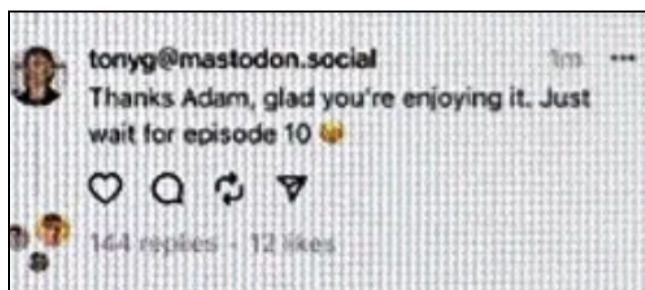 tonyg@mastodon.social 1m
Thanks Adam, glad you're enjoying it. Just
wait for episode 10 😉
144 replies · 12 likes